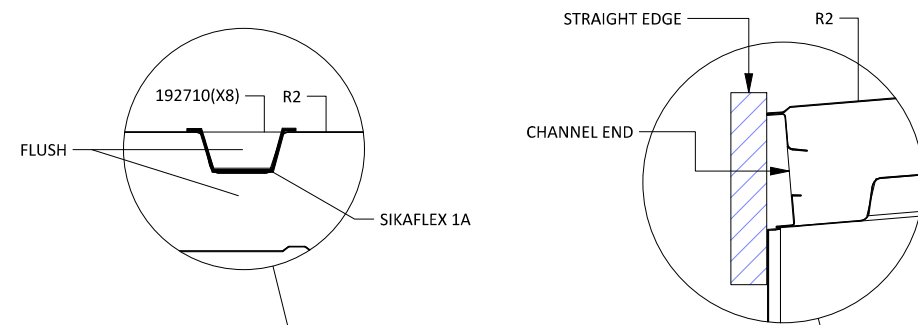 192710(X8)
R2
FLUSH
SIKAFLEX 1A
STRAIGHT EDGE
R2
CHANNEL END